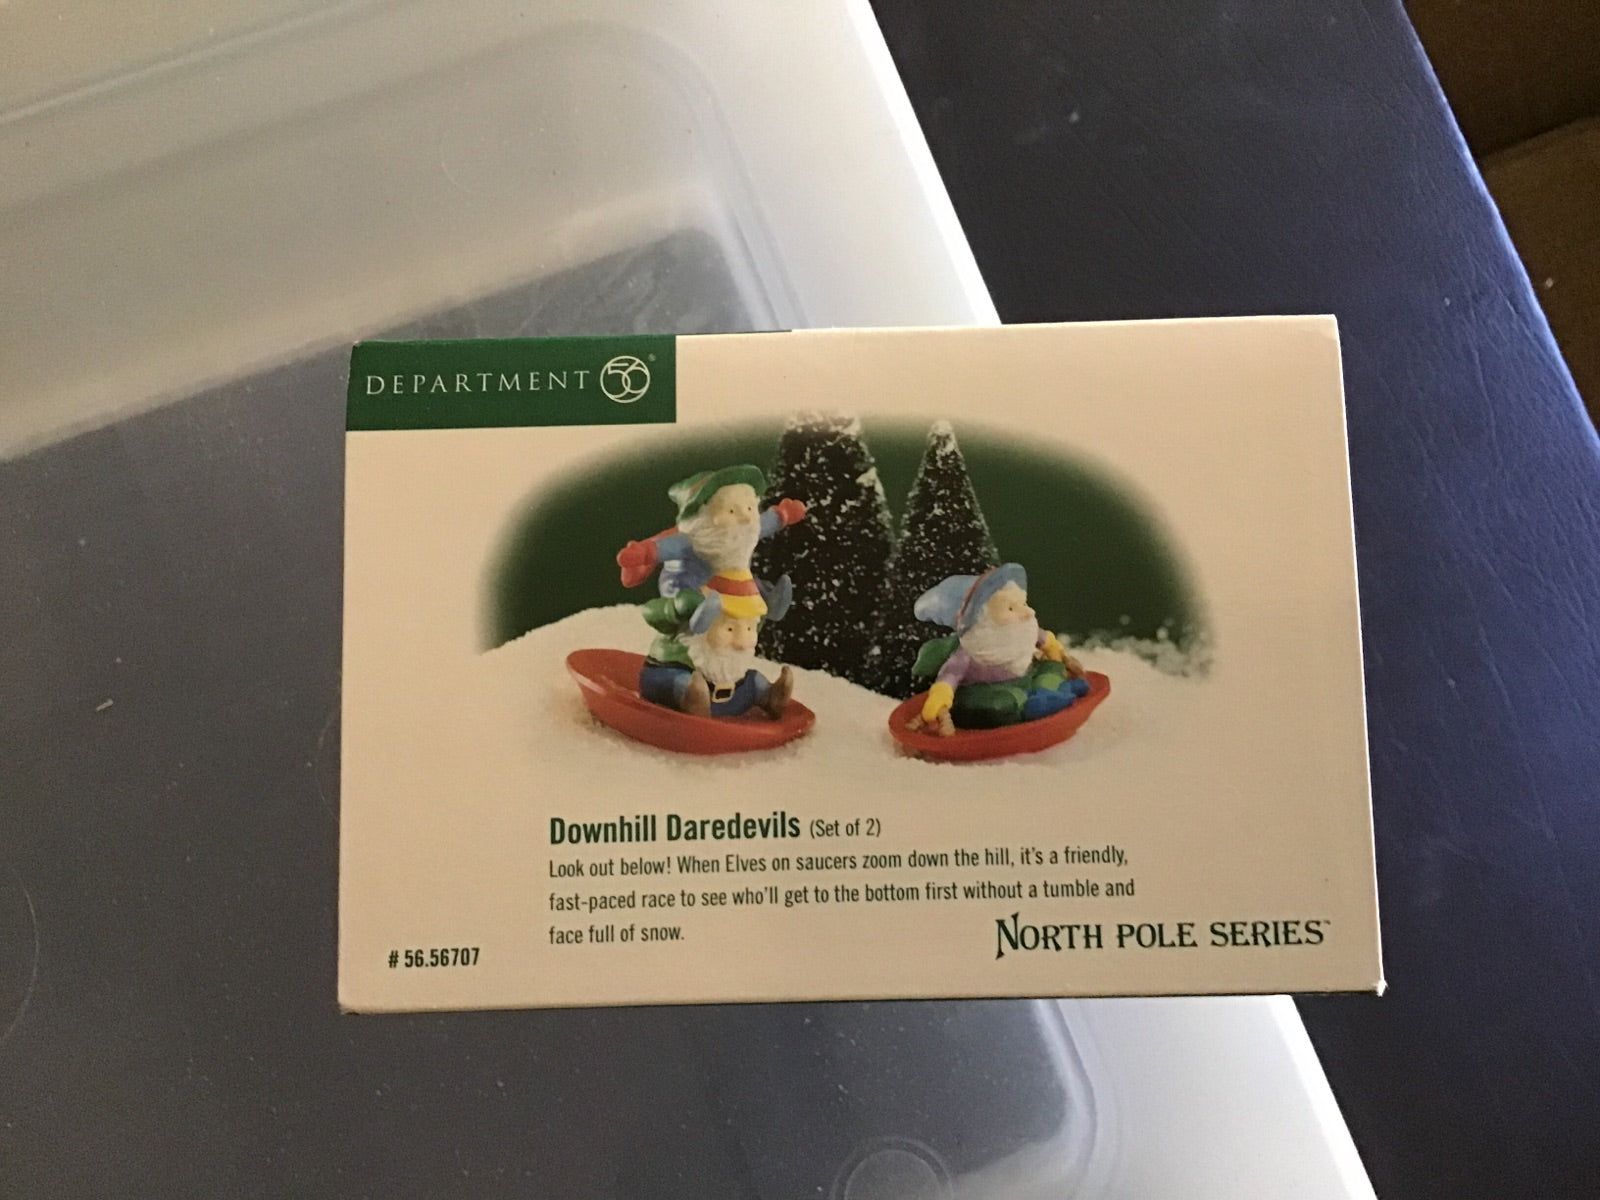 DEPARTMENT 56®
Downhill Daredevils (Set of 2)
Look out below! When Elves on saucers zoom down the hill, it's a friendly,
fast-paced race to see who'll get to the bottom first without a tumble and
face full of snow.
# 56.56707
NORTH POLE SERIES™